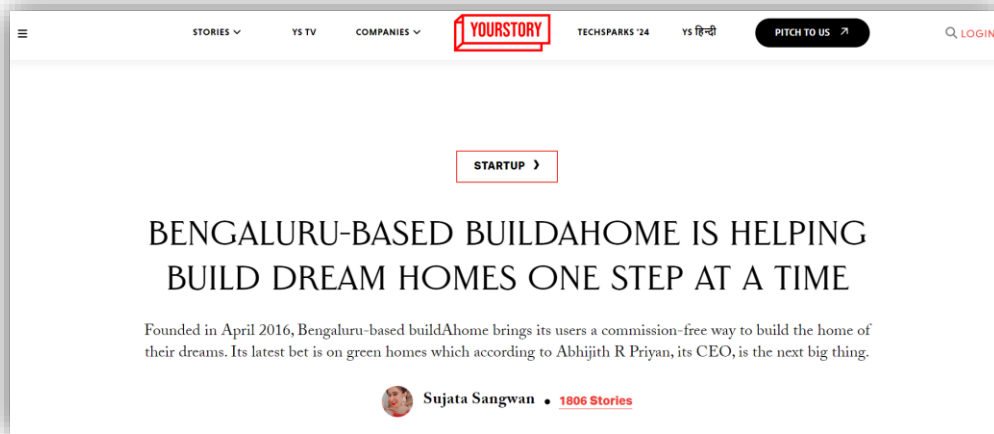 STORIES YS TV COMPANIES YOURSTORY TECHSPARKS '24 YS हिन्दी PITCH TO US LOGIN
STARTUP
BENGALURU-BASED BUILDAHOME IS HELPING
BUILD DREAM HOMES ONE STEP AT A TIME
Founded in April 2016, Bengaluru-based buildAhome brings its users a commission-free way to build the home of
their dreams. Its latest bet is on green homes which according to Abhijith R Priyan, its CEO, is the next big thing.
Sujata Sangwan • 1806 Stories